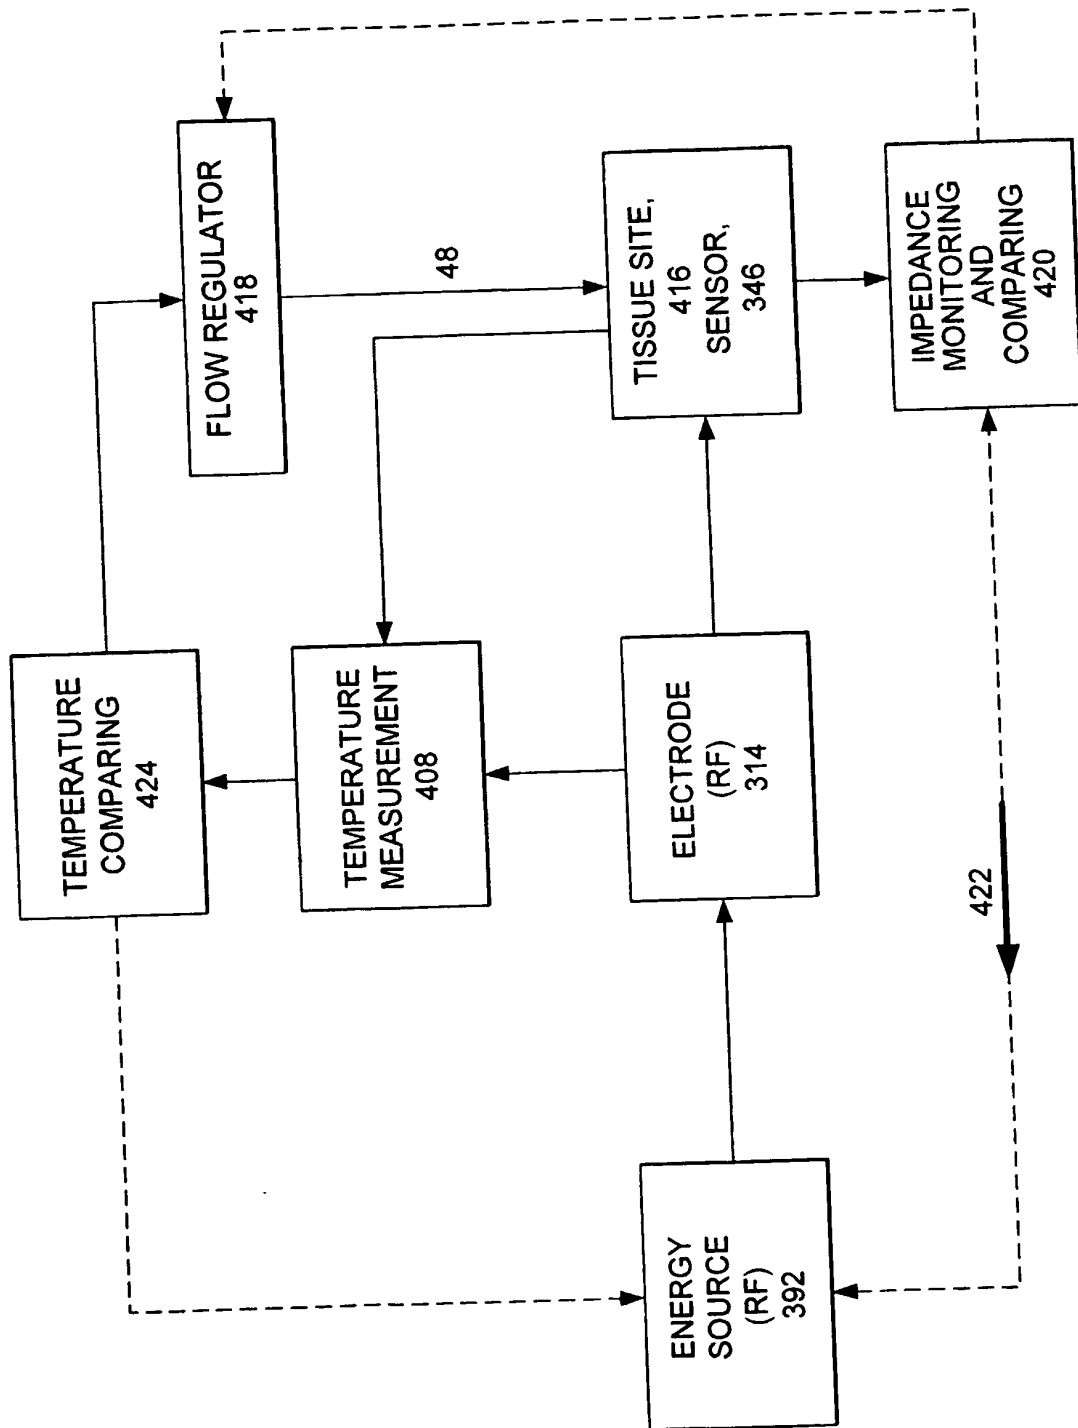 TEMPERATURE
COMPARING
424
FLOW REGULATOR
418
48
TEMPERATURE
MEASUREMENT
408
ENERGY
SOURCE
(RF)
392
ELECTRODE
(RF)
314
TISSUE SITE,
416
SENSOR,
346
422
IMPEDANCE
MONITORING
AND
COMPARING
420